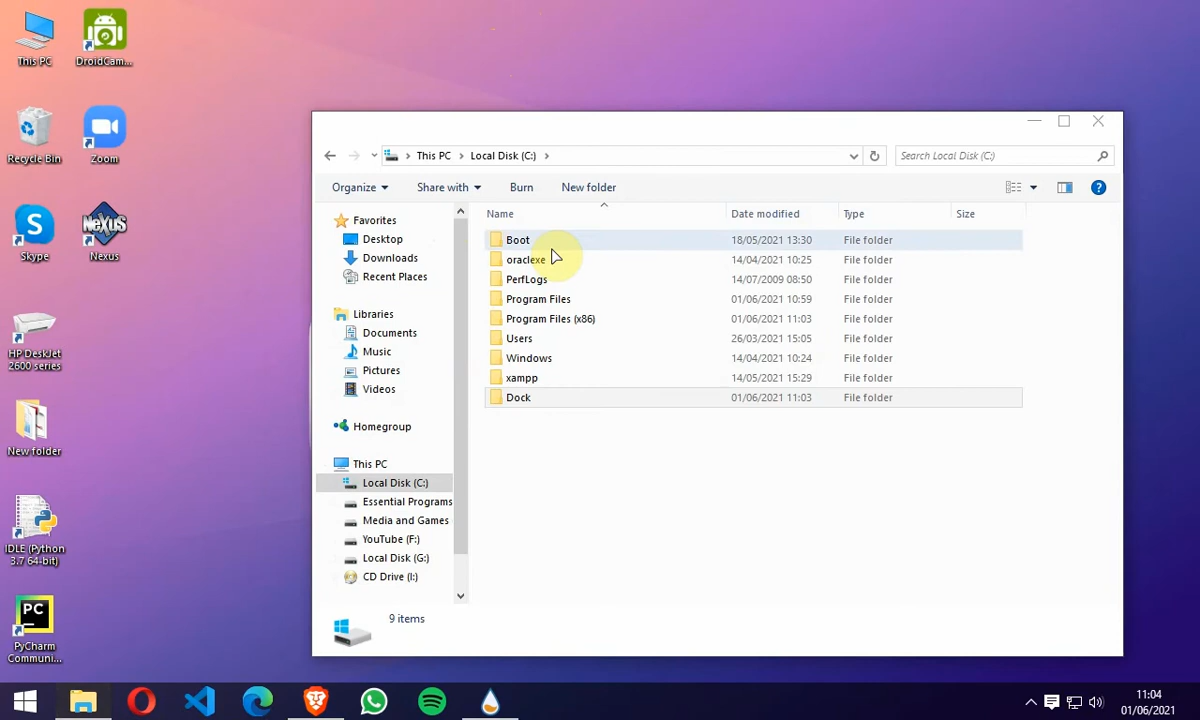 This PC
DroidCam...
Recycle Bin
Zoom
Skype
NeXuS
Nexus
HP DeskJet
2600 series
New folder
IDLE (Python
3.7 64-bit)
PC
PyCharm
Communi...
This PC
Local Disk (C:)
Search Local Disk (C:)
Organize
Share with
Burn
New folder
Name
Date modified
Type
Size
Favorites
Desktop
Downloads
Recent Places
Libraries
Documents
Music
Pictures
Videos
Homegroup
This PC
Local Disk (C:)
Essential Programs
Media and Games
YouTube (F:)
Local Disk (G:)
CD Drive (I:)
Boot 18/05/2021 13:30 File folder
oraclexe 14/04/2021 10:25 File folder
PerfLogs 14/07/2009 08:50 File folder
Program Files 01/06/2021 10:59 File folder
Program Files (x86) 01/06/2021 11:03 File folder
Users 26/03/2021 15:05 File folder
Windows 14/04/2021 10:24 File folder
xampp 14/05/2021 15:29 File folder
Dock 01/06/2021 11:03 File folder
9 items
11:04
01/06/2021